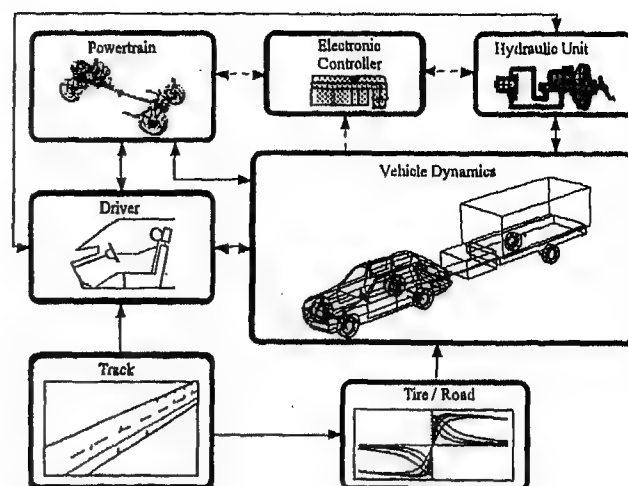 Powertrain
Electronic
Controller
Hydraulic Unit
Vehicle Dynamics
Driver
Track
Tire / Road